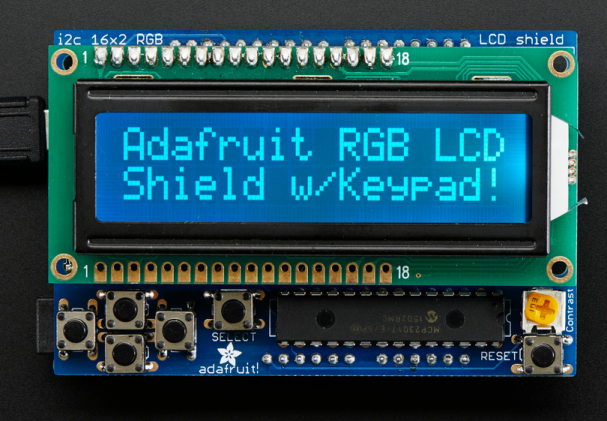 i2c 16x2 RGB LCD shield
1 18
Adafruit RGB LCD
Shield w/Keypad!
1 18
Contrast
SELECT
RESET
adafruit!